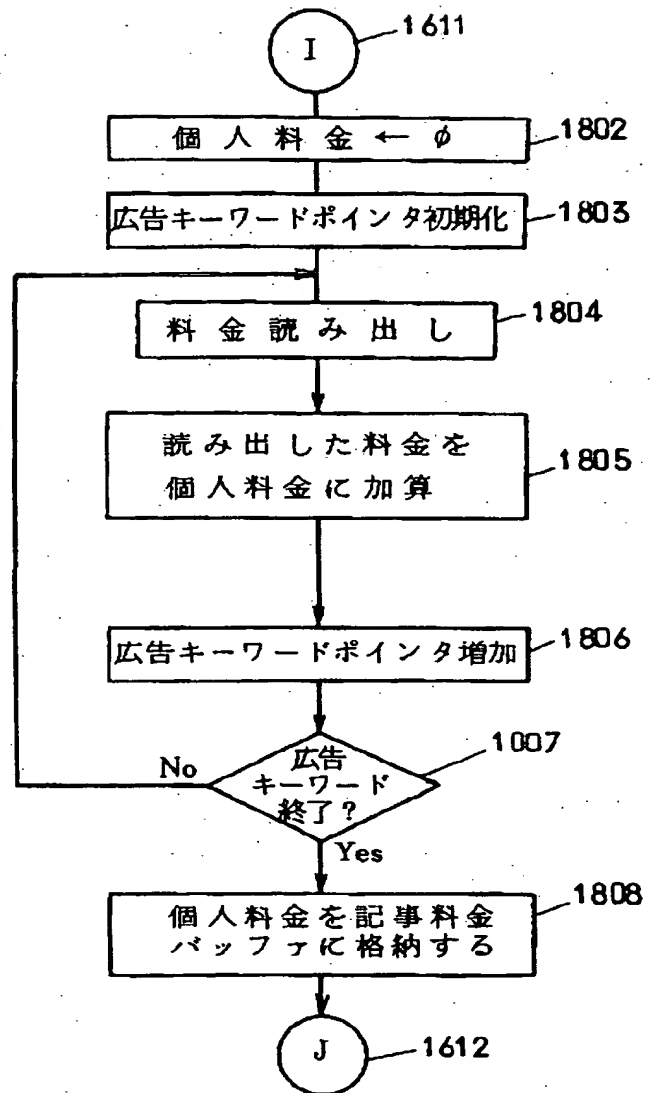 I
1611
個人料金 ← φ
1802
広告キーワードポインタ初期化
1803
料金読み出し
1804
読み出した料金を
個人料金に加算
1805
広告キーワードポインタ増加
1806
広告
キーワード
終了?
1007
No
Yes
個人料金を記事料金
バッファに格納する
1808
J
1612